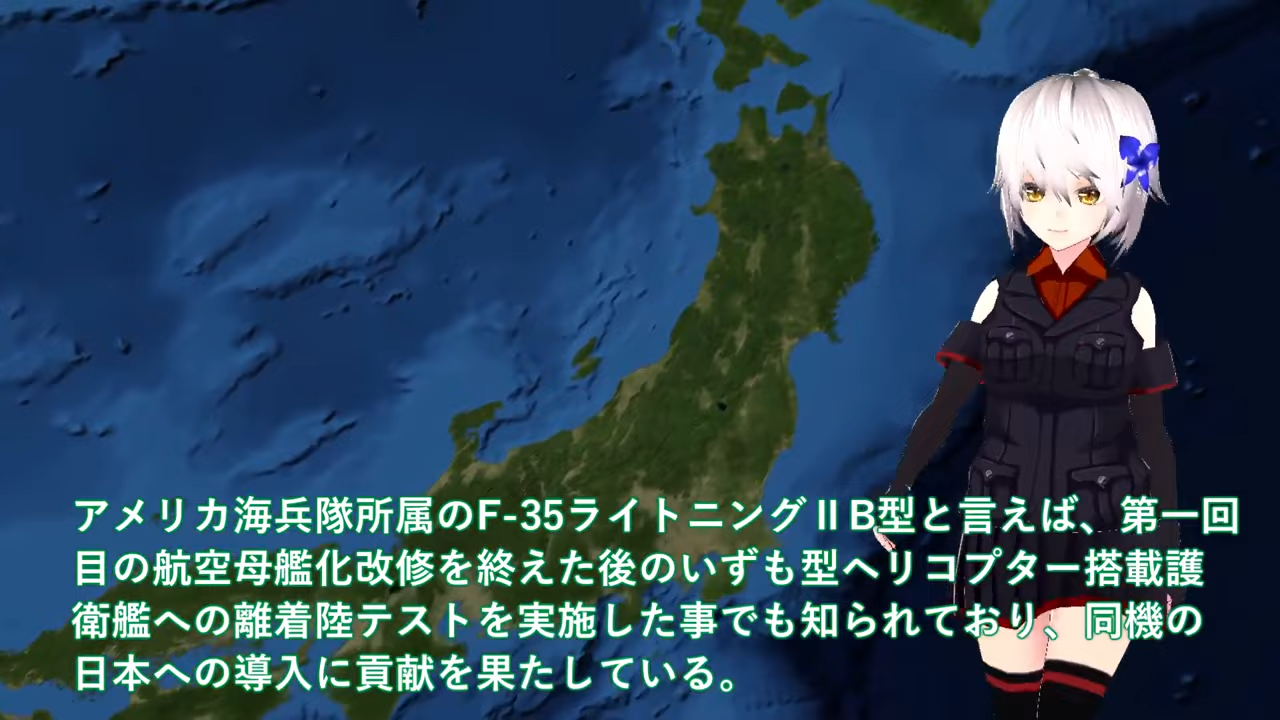 アメリカ海兵隊所属のF-35ライトニングⅡB型と言えば、第一回
目の航空母艦化改修を終えた後のいずも型ヘリコプター搭載護
衛艦への離着陸テストを実施した事でも知られており、同機の
日本への導入に貢献を果たしている。